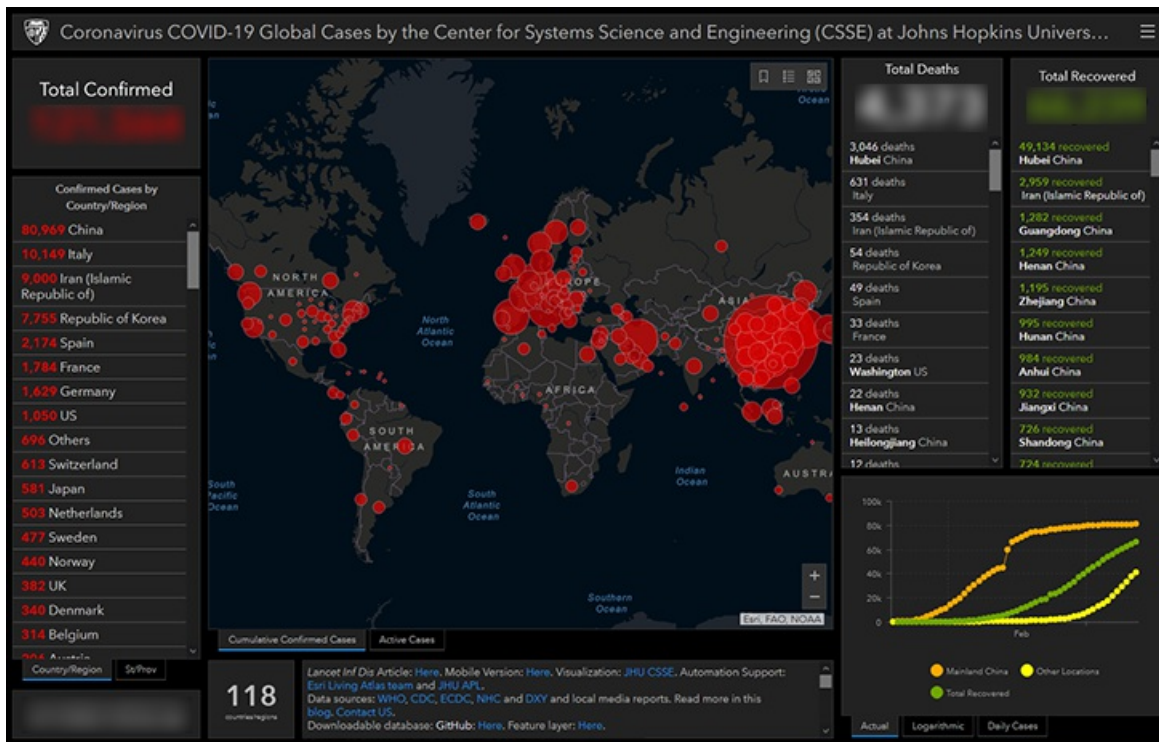 Coronavirus COVID-19 Global Cases by the Center for Systems Science and Engineering (CSSE) at Johns Hopkins Univers...
Total Confirmed
Confirmed Cases by
Country/Region
80,969 China
10,149 Italy
9,000 Iran (Islamic
Republic of)
7,755 Republic of Korea
2,174 Spain
1,784 France
1,629 Germany
1,050 US
696 Others
613 Switzerland
581 Japan
503 Netherlands
477 Sweden
440 Norway
382 UK
340 Denmark
314 Belgium
Austria
Country/Region
St/Prov
Ocean
NORTH
AMERICA
North
Atlantic
Ocean
ASIA
AFRICA
SOUTH
AMERICA
South
Pacific
Ocean
South
Atlantic
Ocean
Indian
Ocean
AUSTRA
Southern
Ocean
+
−
Esri, FAO, NOAA
Cumulative Confirmed Cases
Active Cases
118
countries/regions
Lancet Inf Dis Article: Here. Mobile Version: Here. Visualization: JHU CSSE. Automation Support:
Esri Living Atlas team and JHU APL.
Data sources: WHO, CDC, ECDC, NHC and DXY and local media reports. Read more in this
blog. Contact US.
Downloadable database: GitHub: Here. Feature layer: Here.
Total Deaths
3,046 deaths
Hubei China
631 deaths
Italy
354 deaths
Iran (Islamic Republic of)
54 deaths
Republic of Korea
49 deaths
Spain
33 deaths
France
23 deaths
Washington US
22 deaths
Henan China
13 deaths
Heilongjiang China
12 deaths
Total Recovered
49,134 recovered
Hubei China
2,959 recovered
Iran (Islamic Republic of)
1,282 recovered
Guangdong China
1,249 recovered
Henan China
1,195 recovered
Zhejiang China
995 recovered
Hunan China
984 recovered
Anhui China
932 recovered
Jiangxi China
726 recovered
Shandong China
724 recovered
100k
80k
60k
40k
20k
0
Feb
Mainland China
Other Locations
Total Recovered
Actual
Logarithmic
Daily Cases